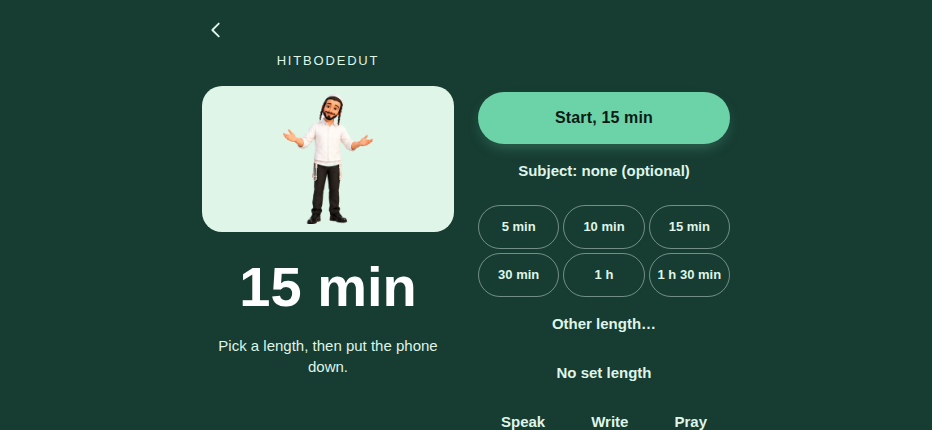 HITBODEDUT
15 min
Pick a length, then put the phone
down.
Start, 15 min
Subject: none (optional)
5 min
10 min
15 min
30 min
1 h
1 h 30 min
Other length…
No set length
Speak
Write
Pray